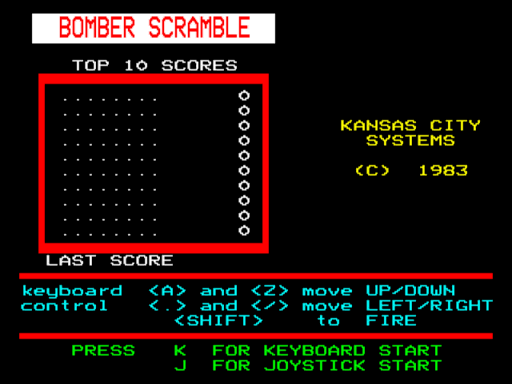 BOMBER SCRAMBLE
TOP 10 SCORES
........ 0
........ 0
........ 0
........ 0
........ 0
........ 0
........ 0
........ 0
........ 0
........ 0
KANSAS CITY
SYSTEMS
(C) 1983
LAST SCORE
keyboard <A> and <Z> move UP/DOWN
control <.> and </> move LEFT/RIGHT
<SHIFT> to FIRE
PRESS K FOR KEYBOARD START
J FOR JOYSTICK START